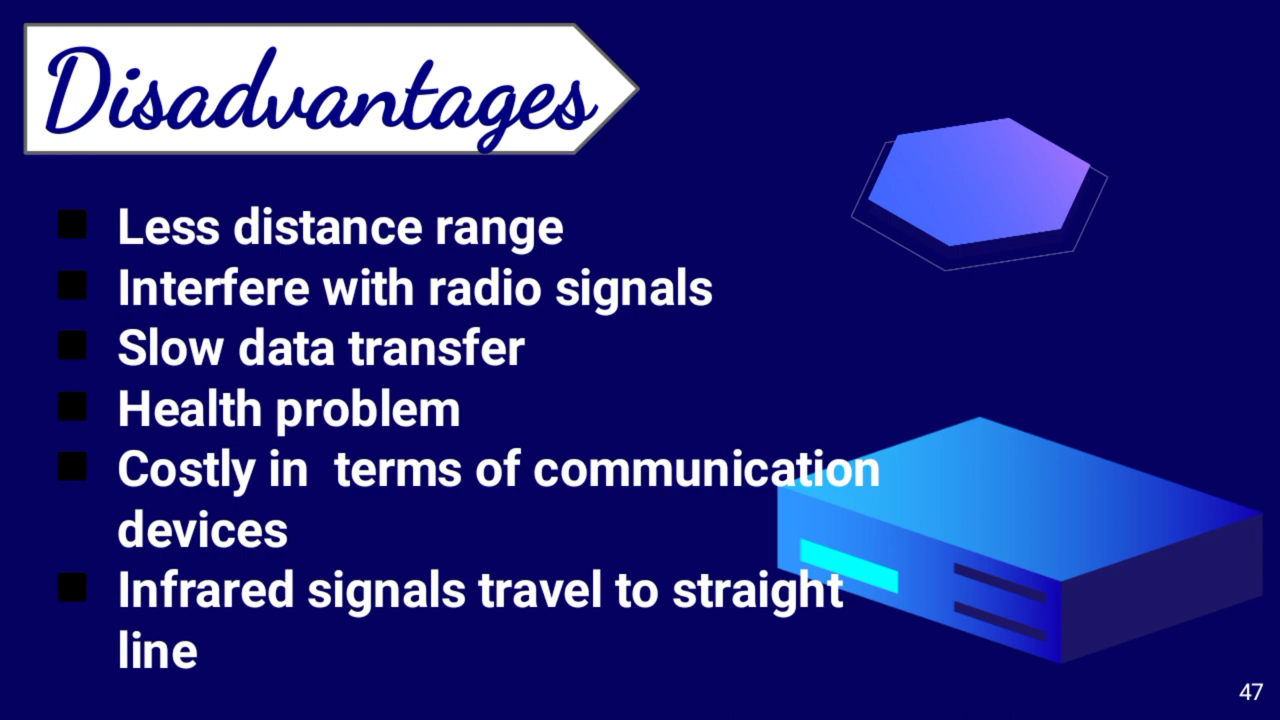 Disadvantages
Less distance range
Interfere with radio signals
Slow data transfer
Health problem
Costly in  terms of communication
devices
Infrared signals travel to straight
line
47